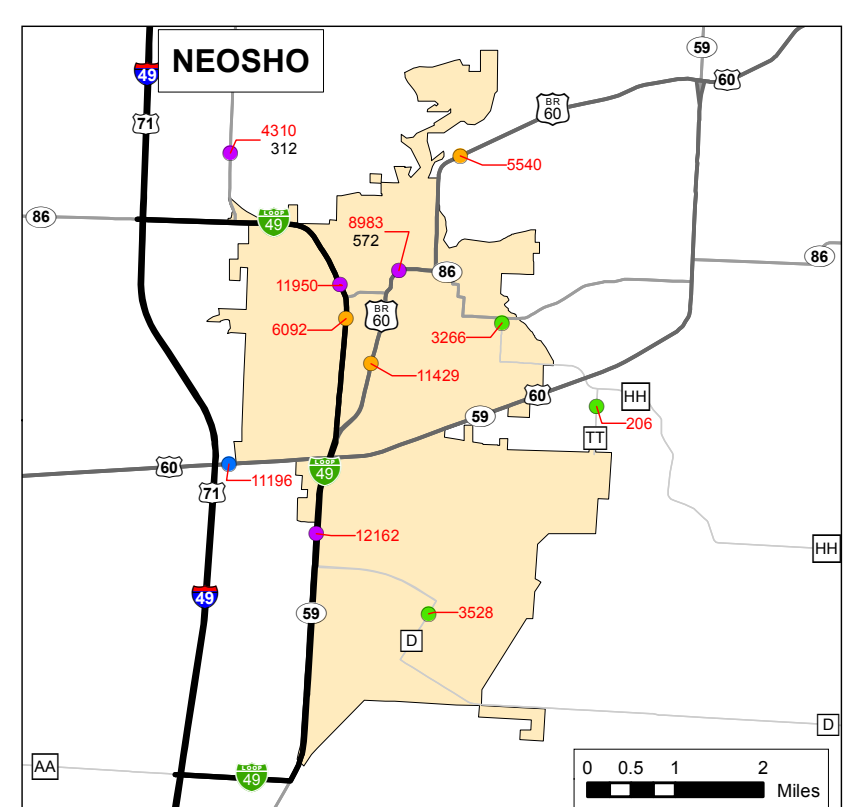 NEOSHO
59
49
60
BR
60
71
4310
312
5540
86
LOOP
49
8983
572
86
86
11950
BR
60
6092
3266
11429
60
HH
59
206
TT
60
LOOP
49
11196
71
12162
HH
49
59
3528
D
D
AA
LOOP
49
0 0.5 1 2
Miles